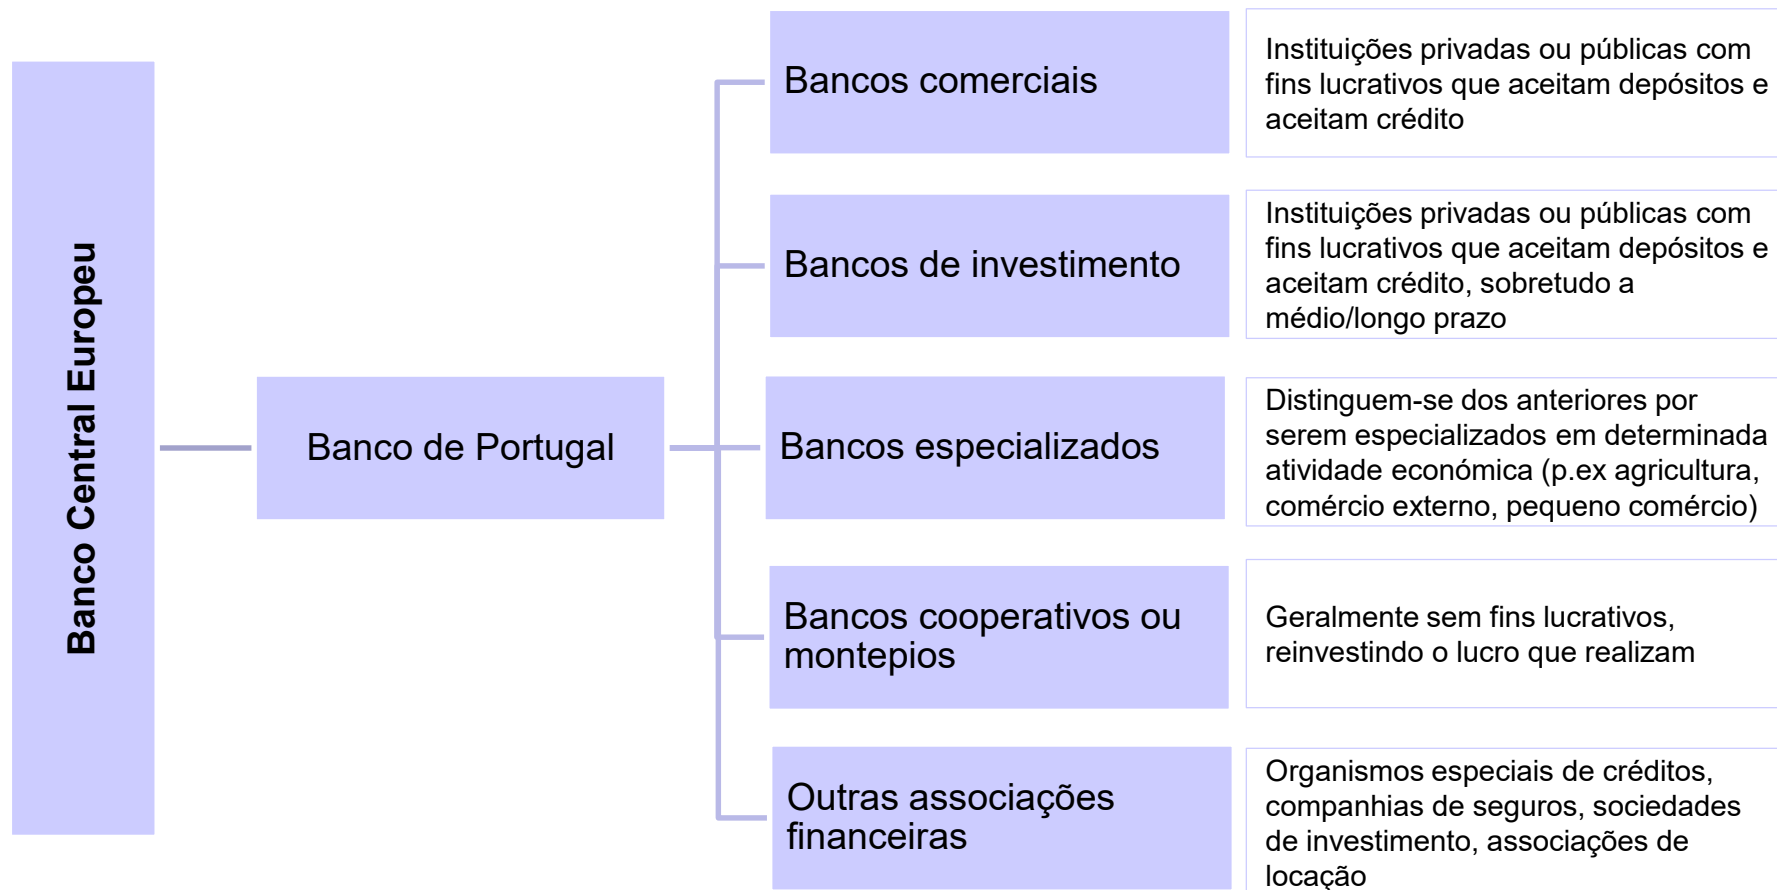 Banco Central Europeu
Banco de Portugal
Bancos comerciais
Instituições privadas ou públicas com
fins lucrativos que aceitam depósitos e
aceitam crédito
Bancos de investimento
Instituições privadas ou públicas com
fins lucrativos que aceitam depósitos e
aceitam crédito, sobretudo a
médio/longo prazo
Bancos especializados
Distinguem-se dos anteriores por
serem especializados em determinada
atividade económica (p.ex agricultura,
comércio externo, pequeno comércio)
Bancos cooperativos ou
montepios
Geralmente sem fins lucrativos,
reinvestindo o lucro que realizam
Outras associações
financeiras
Organismos especiais de créditos,
companhias de seguros, sociedades
de investimento, associações de
locação